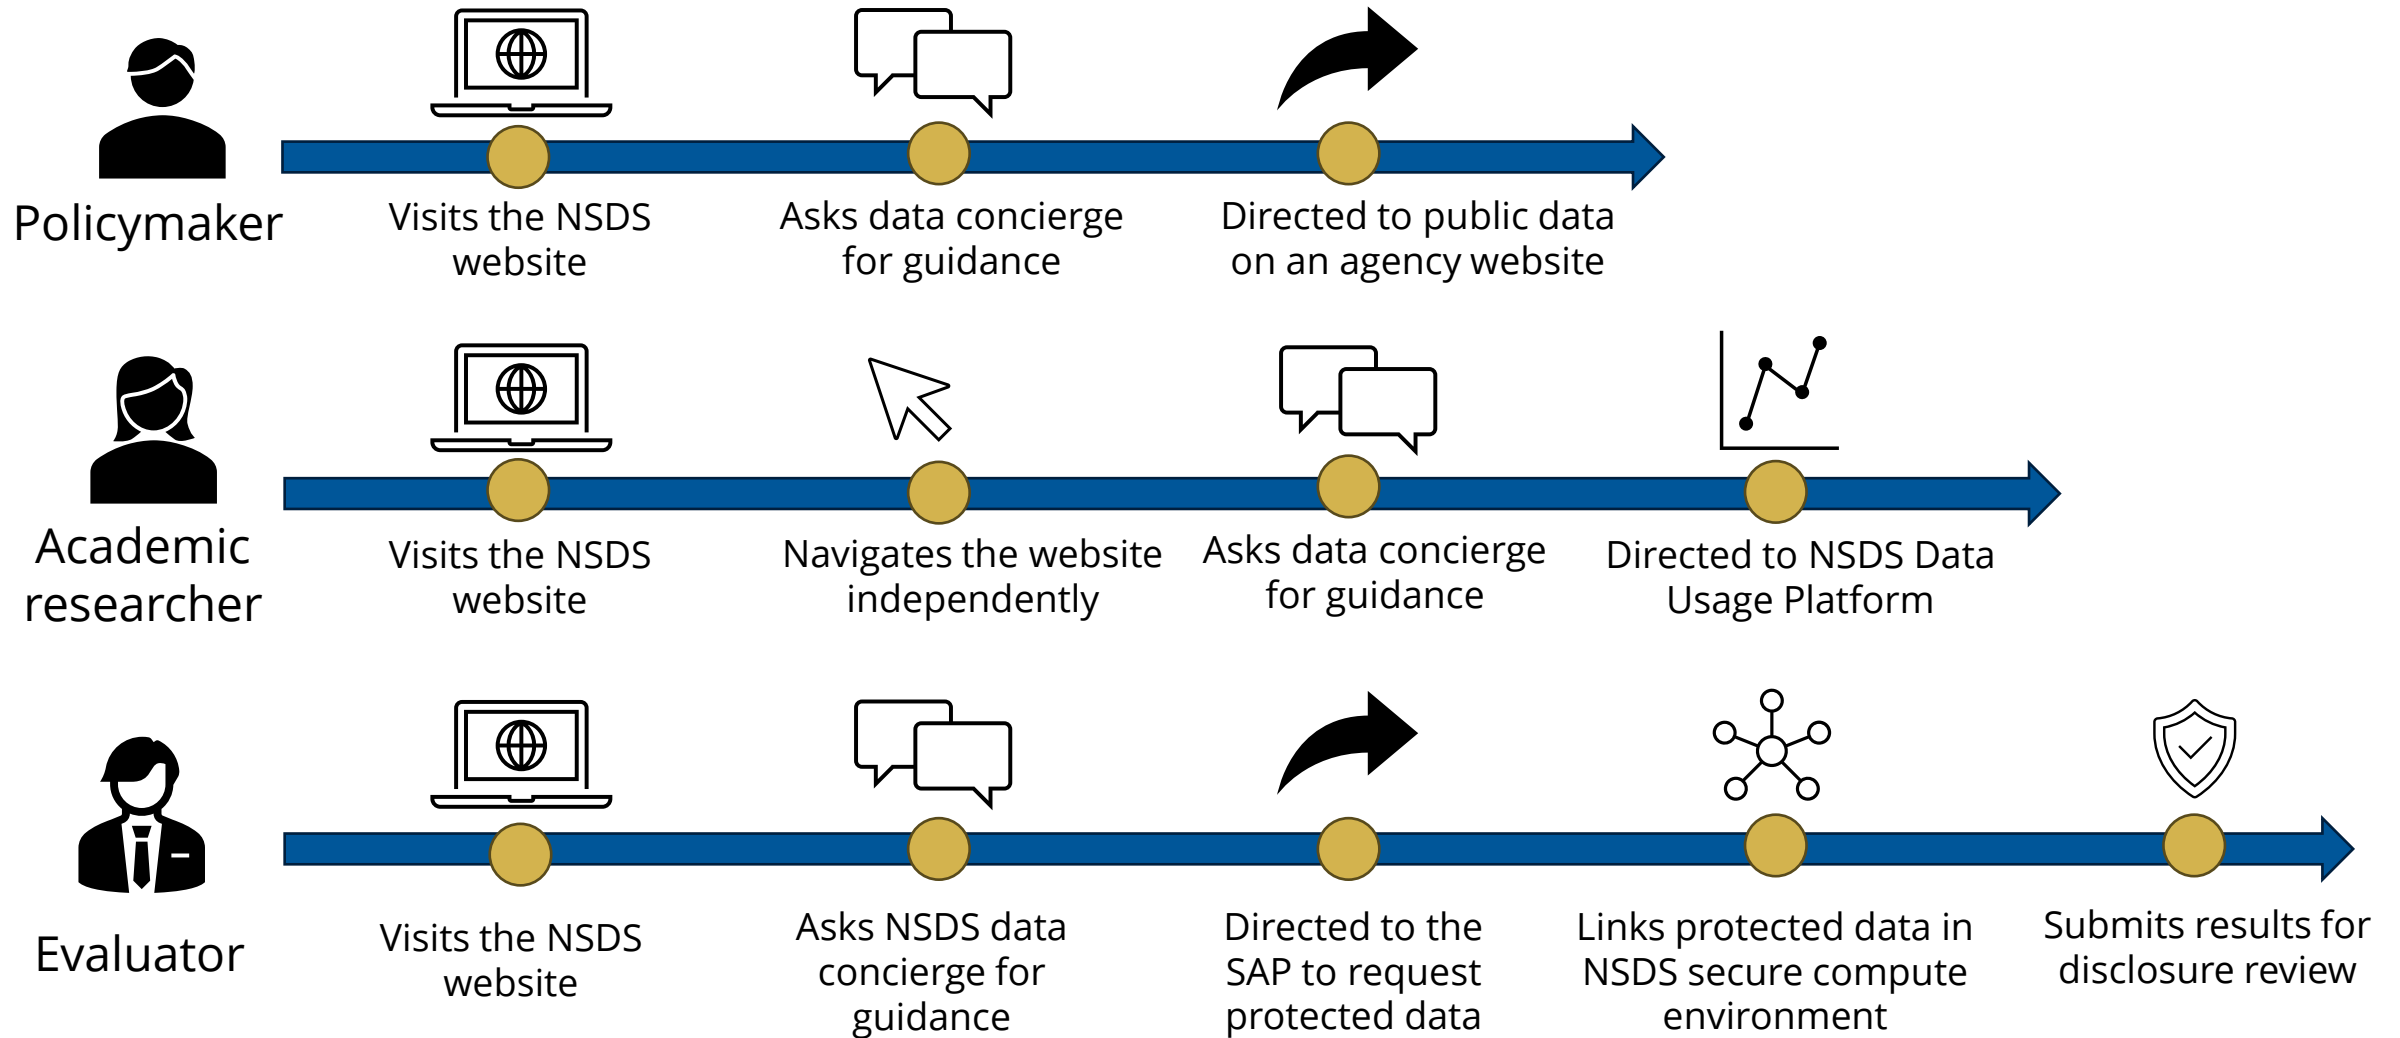 Policymaker
Visits the NSDS
website
Asks data concierge
for guidance
Directed to public data
on an agency website
Academic
researcher
Visits the NSDS
website
Navigates the website
independently
Asks data concierge
for guidance
Directed to NSDS Data
Usage Platform
Evaluator
Visits the NSDS
website
Asks NSDS data
concierge for
guidance
Directed to the
SAP to request
protected data
Links protected data in
NSDS secure compute
environment
Submits results for
disclosure review